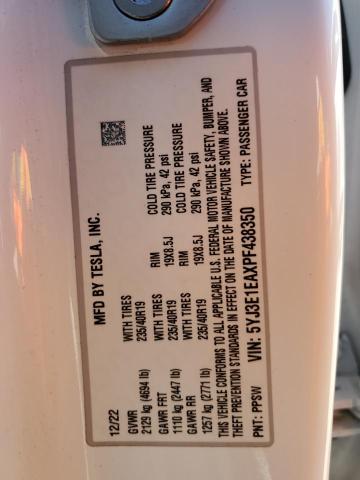 MFD BY TESLA, INC.
12/22
GVWR
2129 kg (4694 lb)
GAWR FRT WITH TIRES RIM COLD TIRE PRESSURE
1110 kg (2447 lb) 235/40R19 19X8.5J 290 kPa, 42 psi
GAWR RR WITH TIRES RIM COLD TIRE PRESSURE
1257 kg (2771 lb) 235/40R19 19X8.5J 290 kPa, 42 psi
THIS VEHICLE CONFORMS TO ALL APPLICABLE U.S. FEDERAL MOTOR VEHICLE SAFETY, BUMPER, AND
THEFT PREVENTION STANDARDS IN EFFECT ON THE DATE OF MANUFACTURE SHOWN ABOVE.
VIN: 5YJ3E1EAXPF438350
PNT: PPSW TYPE: PASSENGER CAR